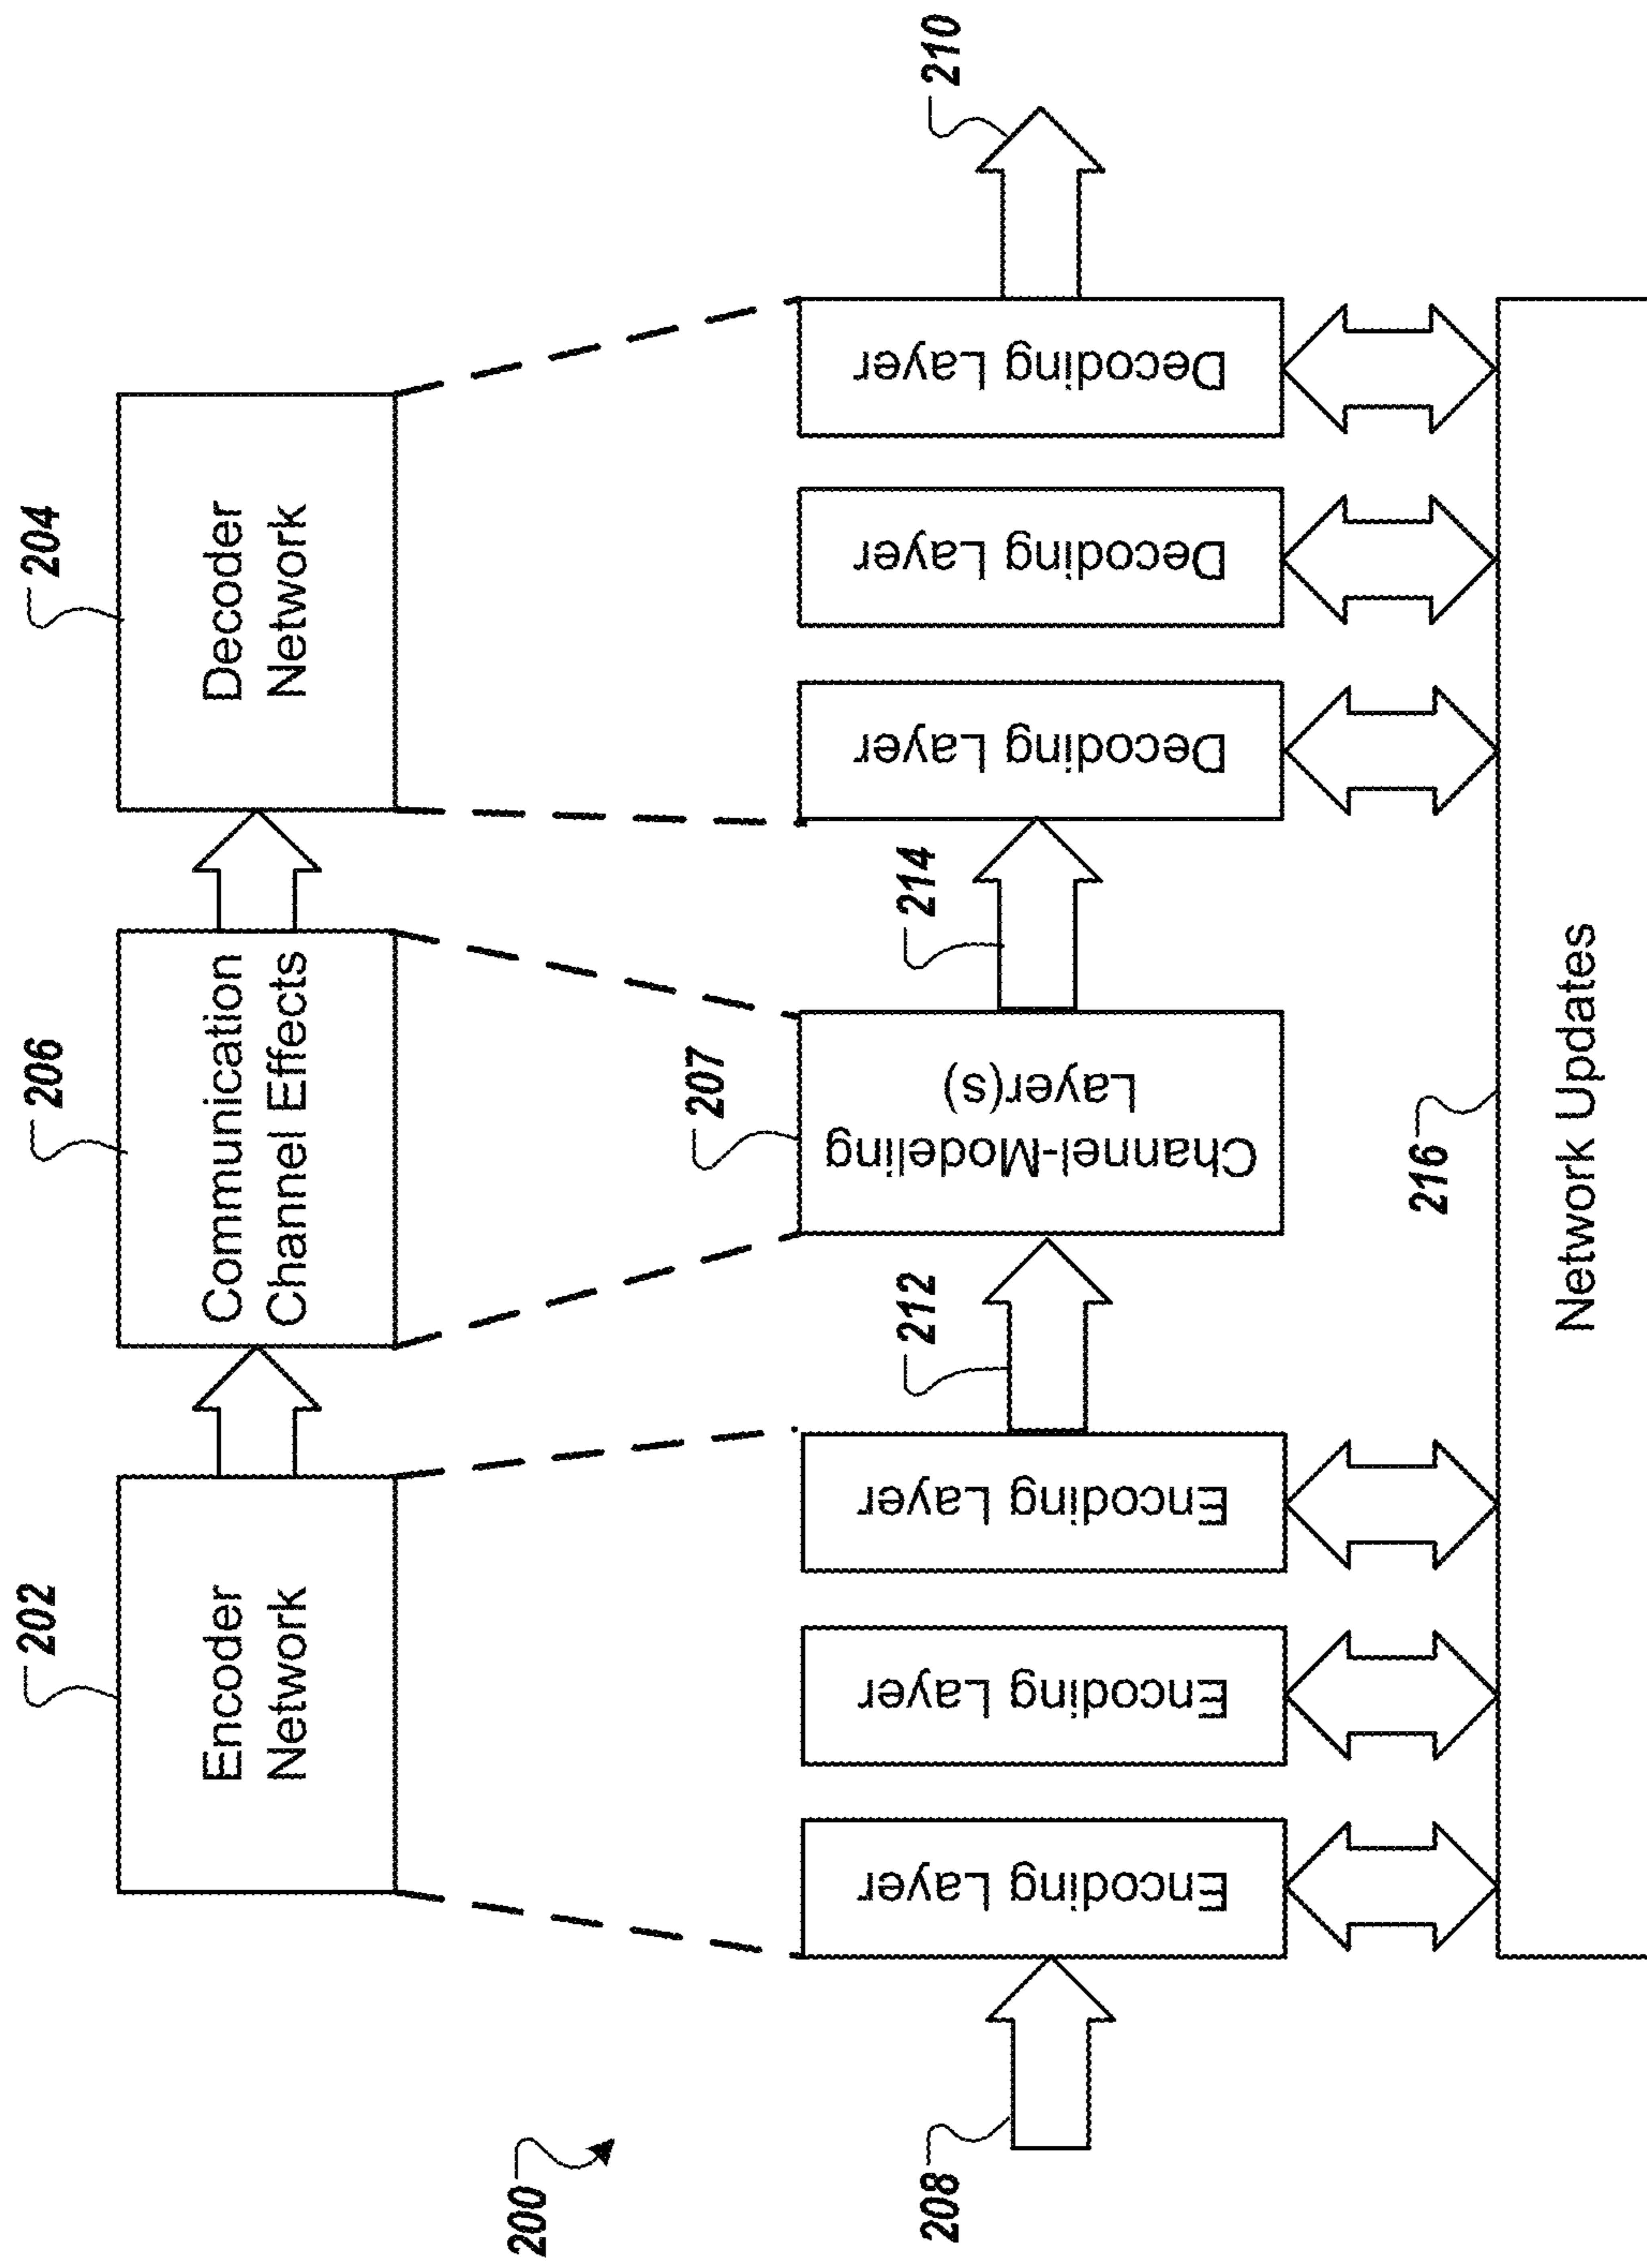 200
202
Encoder
Network
206
Communication
Channel Effects
204
Decoder
Network
208
Encoding Layer
Encoding Layer
Encoding Layer
212
207
Channel-Modeling
Layer(s)
214
Decoding Layer
Decoding Layer
Decoding Layer
210
216
Network Updates